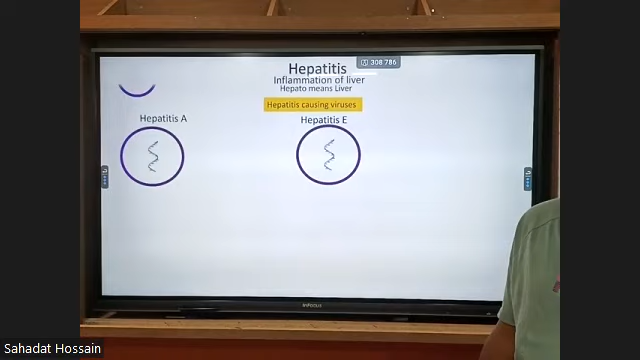 Hepatitis
308 786
Inflammation of liver
Hepato means Liver
Hepatitis causing viruses
Hepatitis A
Hepatitis E
InFocus
Sahadat Hossain